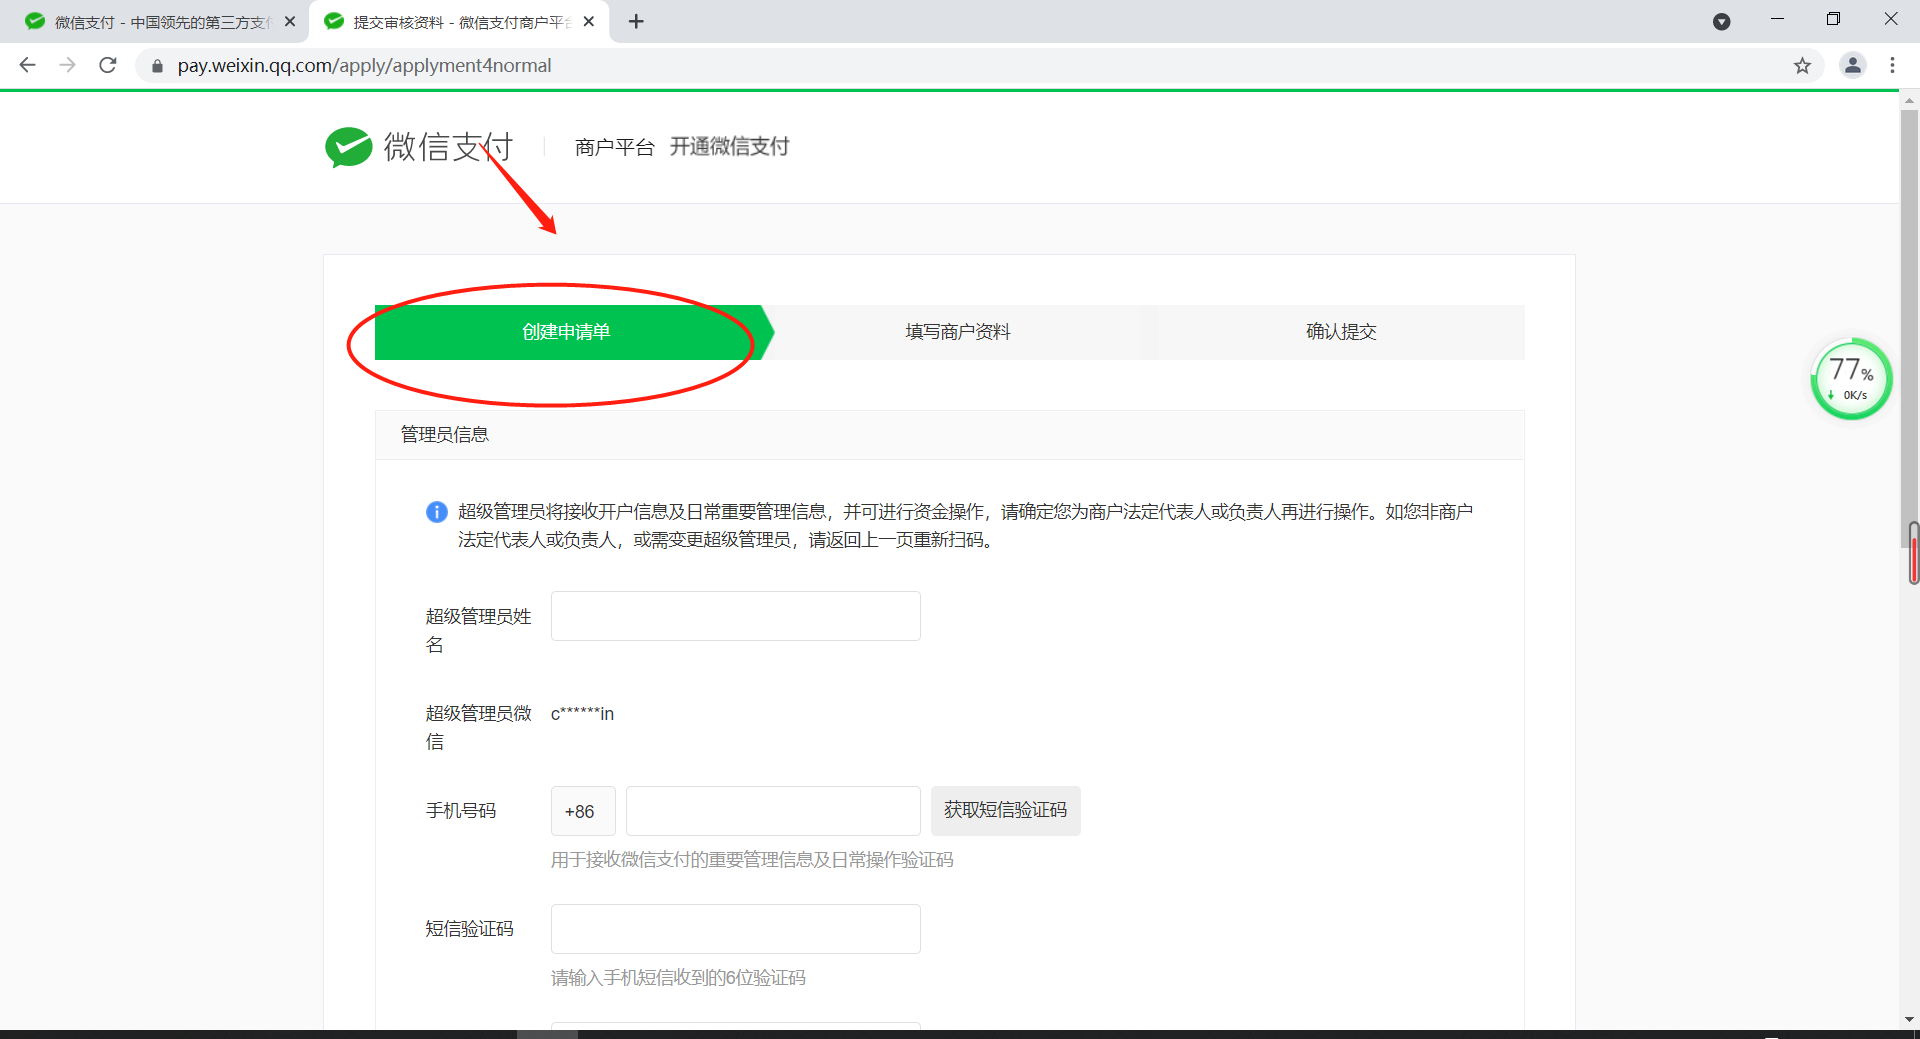 微信支付 - 中国领先的第三方支付
提交审核资料 - 微信支付商户平台
pay.weixin.qq.com/apply/applyment4normal
微信支付
商户平台 开通微信支付
创建申请单
填写商户资料
确认提交
77%
0K/s
管理员信息
超级管理员将接收开户信息及日常重要管理信息，并可进行资金操作，请确定您为商户法定代表人或负责人再进行操作。如您非商户
法定代表人或负责人，或需变更超级管理员，请返回上一页重新扫码。
超级管理员姓
名
超级管理员微
信
c******in
手机号码
+86
获取短信验证码
用于接收微信支付的重要管理信息及日常操作验证码
短信验证码
请输入手机短信收到的6位验证码